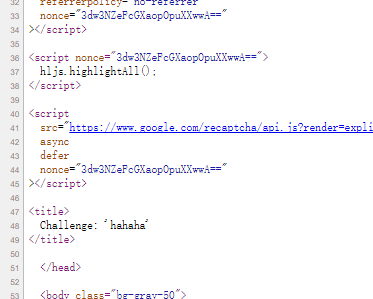 32 referrerpolicy="no-referrer"
33 nonce="3dw3NZePcGXaopOpuXXwwA=="
34 ></script>
35
36 <script nonce="3dw3NZePcGXaopOpuXXwwA==">
37 hljs.highlightAll();
38 </script>
39
40 <script
41 src="https://www.google.com/recaptcha/api.js?render=expli
42 async
43 defer
44 nonce="3dw3NZePcGXaopOpuXXwwA=="
45 ></script>
46
47 <title>
48 Challenge: 'hahaha'
49 </title>
50
51 </head>
52
53 <body class="bg-gray-50">